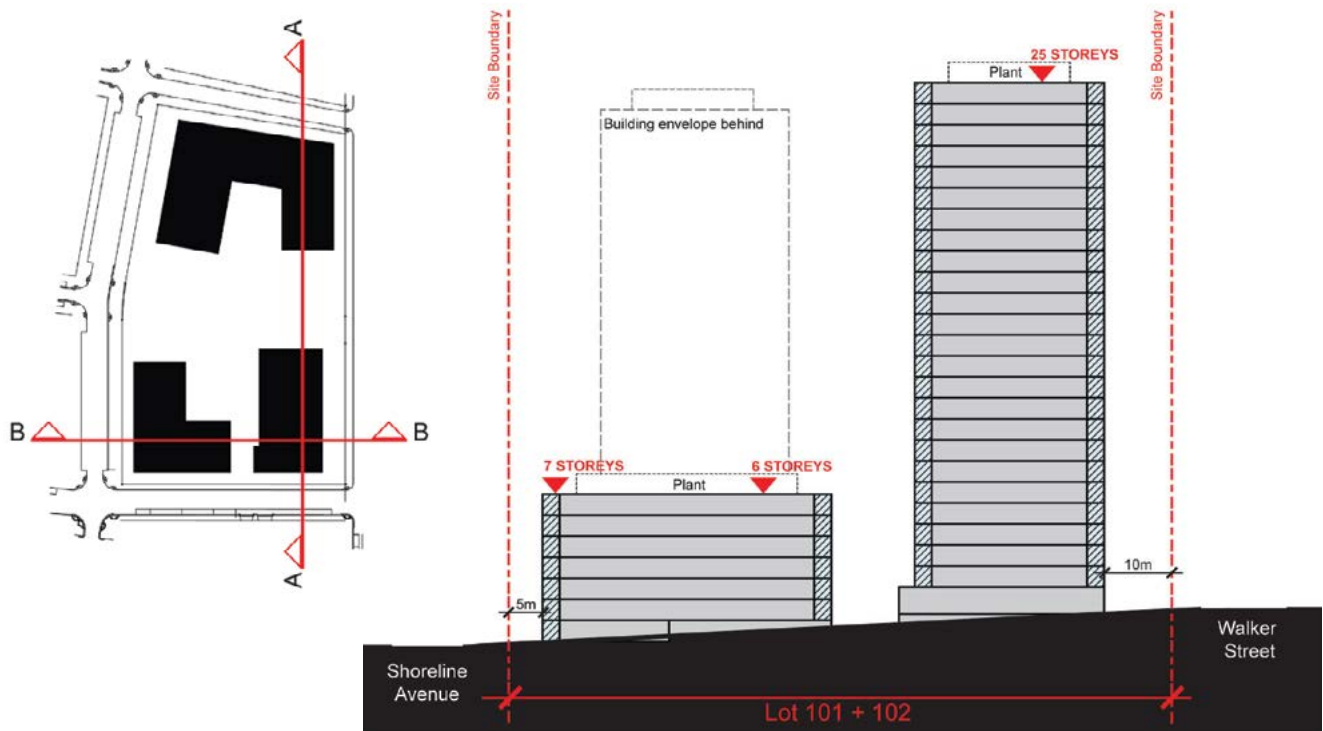 A
B
B
A
Site Boundary
Site Boundary
25 STOREYS
Plant
Building envelope behind
7 STOREYS
6 STOREYS
Plant
5m
10m
Shoreline
Avenue
Walker
Street
Lot 101 + 102